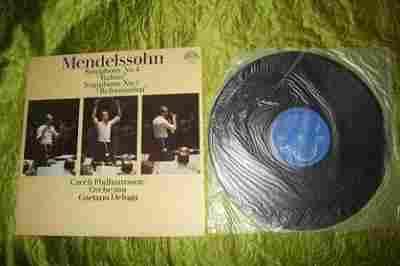 Mendelssohn
Symphony No. 4
"Italian"
Symphony No. 5
"Reformation"
Czech Philharmonic
Orchestra
Gaetano Delogu